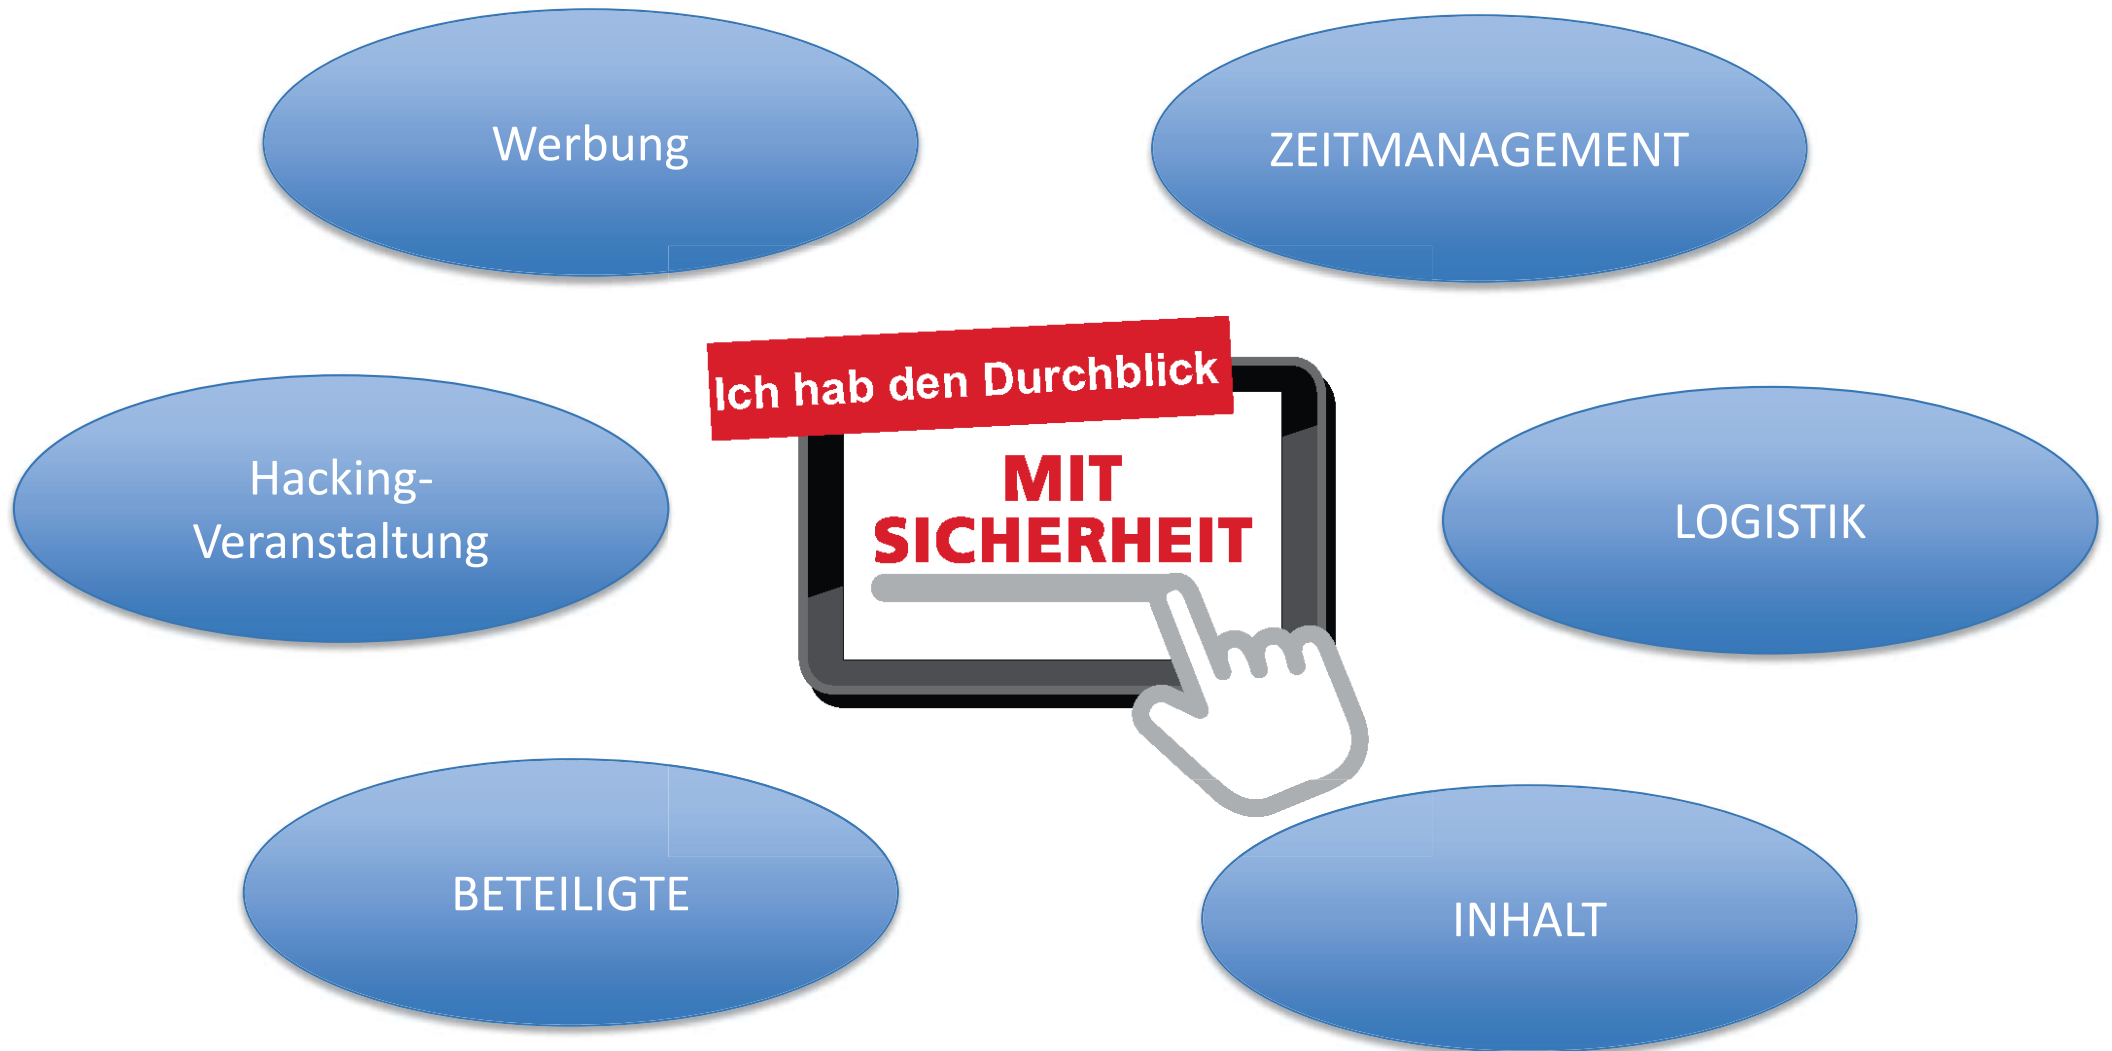 Werbung
ZEITMANAGEMENT
Ich hab den Durchblick
MIT
SICHERHEIT
Hacking-
Veranstaltung
LOGISTIK
BETEILIGTE
INHALT